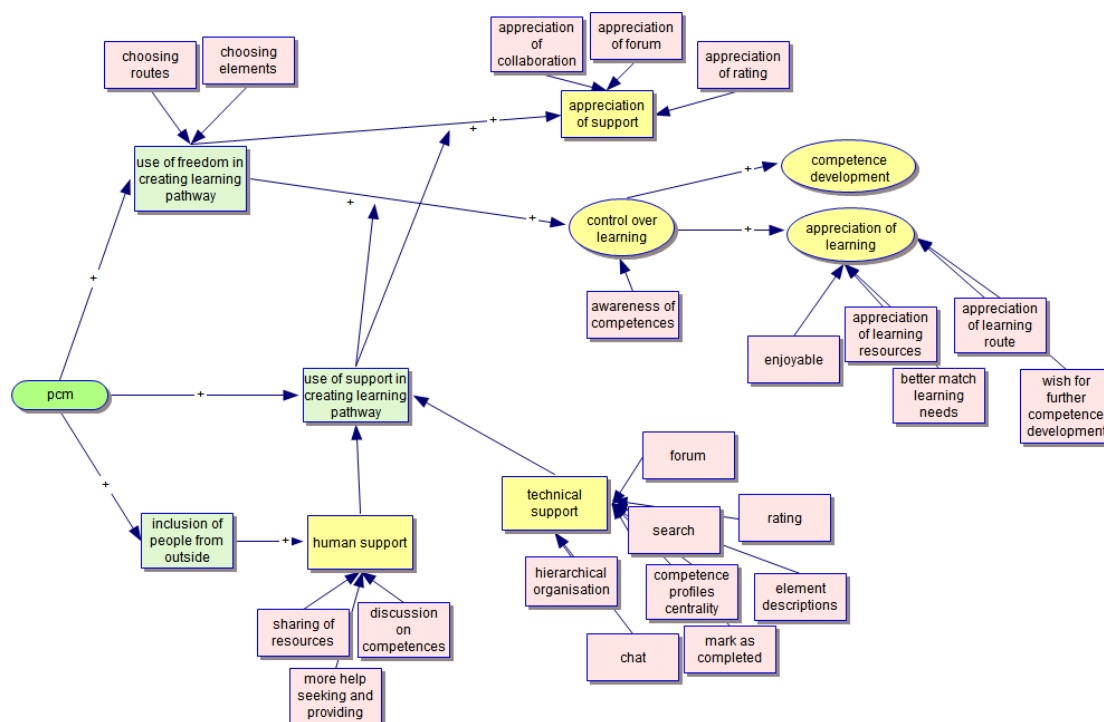 choosing
routes
choosing
elements
appreciation
of
collaboration
appreciation
of forum
appreciation
of rating
appreciation
of support
+
+
use of freedom in
creating learning
pathway
competence
development
+
+
+
control over
learning
+
appreciation of
learning
+
awareness of
competences
enjoyable
appreciation
of learning
resources
appreciation
of learning
route
better match
learning
needs
wish for
further
competence
development
pcm
+
use of support in
creating learning
pathway
+
inclusion of
people from
outside
+
human support
technical
support
forum
search
rating
hierarchical
organisation
competence
profiles
centrality
element
descriptions
sharing of
resources
discussion
on
competences
more help
seeking and
providing
chat
mark as
completed